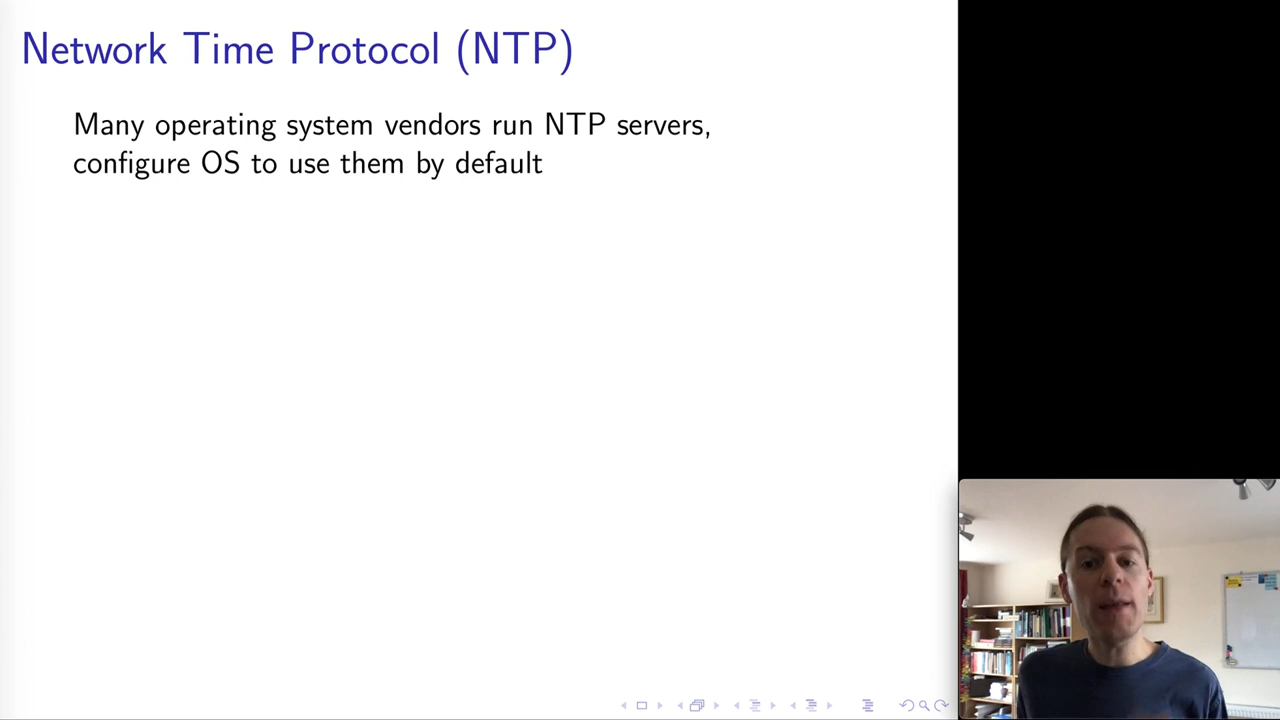 Network Time Protocol (NTP)
Many operating system vendors run NTP servers,
configure OS to use them by default